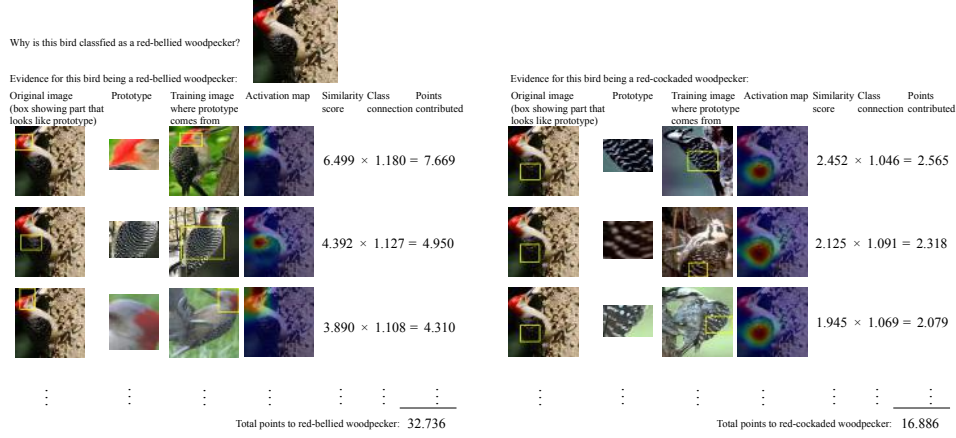 Why is this bird classfied as a red-bellied woodpecker?
Evidence for this bird being a red-bellied woodpecker:
Original image
(box showing part that
looks like prototype)
Prototype
Training image
where prototype
comes from
Activation map
Similarity
score
Class
connection
Points
contributed
6.499 × 1.180 = 7.669
4.392 × 1.127 = 4.950
3.890 × 1.108 = 4.310
Total points to red-bellied woodpecker: 32.736
Evidence for this bird being a red-cockaded woodpecker:
Original image
(box showing part that
looks like prototype)
Prototype
Training image
where prototype
comes from
Activation map
Similarity
score
Class
connection
Points
contributed
2.452 × 1.046 = 2.565
2.125 × 1.091 = 2.318
1.945 × 1.069 = 2.079
Total points to red-cockaded woodpecker: 16.886